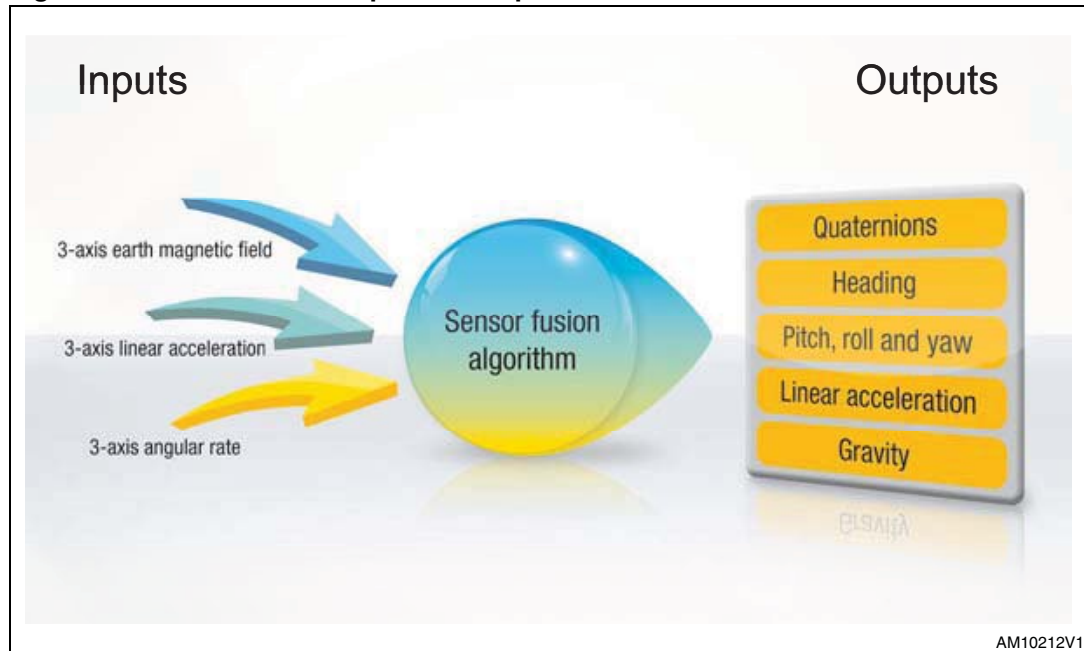 Inputs
Outputs
3-axis earth magnetic field
3-axis linear acceleration
3-axis angular rate
Sensor fusion
algorithm
Quaternions
Heading
Pitch, roll and yaw
Linear acceleration
Gravity
Gravity
AM10212V1